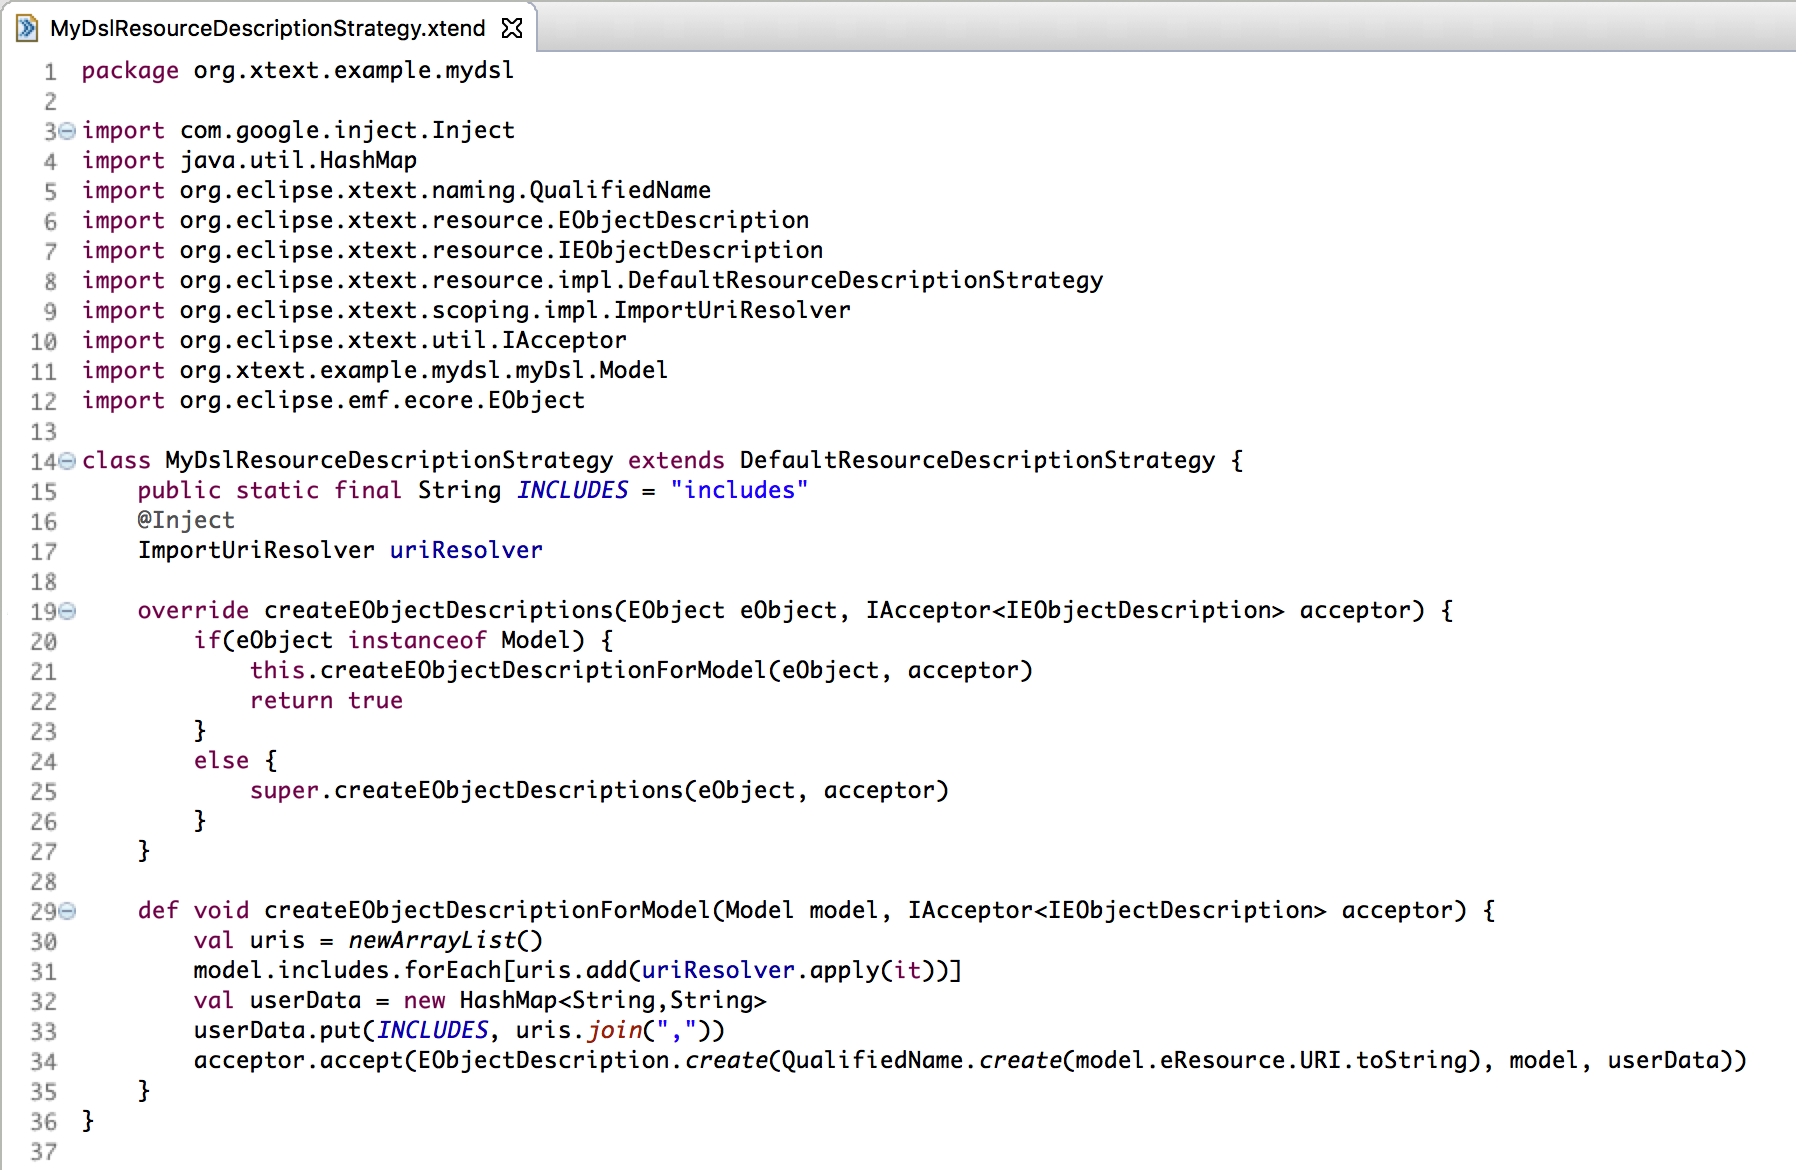 MyDslResourceDescriptionStrategy.xtend
1 package org.xtext.example.mydsl
2
3 import com.google.inject.Inject
4 import java.util.HashMap
5 import org.eclipse.xtext.naming.QualifiedName
6 import org.eclipse.xtext.resource.EObjectDescription
7 import org.eclipse.xtext.resource.IEObjectDescription
8 import org.eclipse.xtext.resource.impl.DefaultResourceDescriptionStrategy
9 import org.eclipse.xtext.scoping.impl.ImportUriResolver
10 import org.eclipse.xtext.util.IAcceptor
11 import org.xtext.example.mydsl.myDsl.Model
12 import org.eclipse.emf.ecore.EObject
13
14 class MyDslResourceDescriptionStrategy extends DefaultResourceDescriptionStrategy {
15     public static final String INCLUDES = "includes"
16     @Inject
17     ImportUriResolver uriResolver
18
19     override createEObjectDescriptions(EObject eObject, IAcceptor<IEObjectDescription> acceptor) {
20         if(eObject instanceof Model) {
21             this.createEObjectDescriptionForModel(eObject, acceptor)
22             return true
23         }
24         else {
25             super.createEObjectDescriptions(eObject, acceptor)
26         }
27     }
28
29     def void createEObjectDescriptionForModel(Model model, IAcceptor<IEObjectDescription> acceptor) {
30         val uris = newArrayList()
31         model.includes.forEach[uris.add(uriResolver.apply(it))]
32         val userData = new HashMap<String,String>
33         userData.put(INCLUDES, uris.join(","))
34         acceptor.accept(EObjectDescription.create(QualifiedName.create(model.eResource.URI.toString), model, userData))
35     }
36 }
37